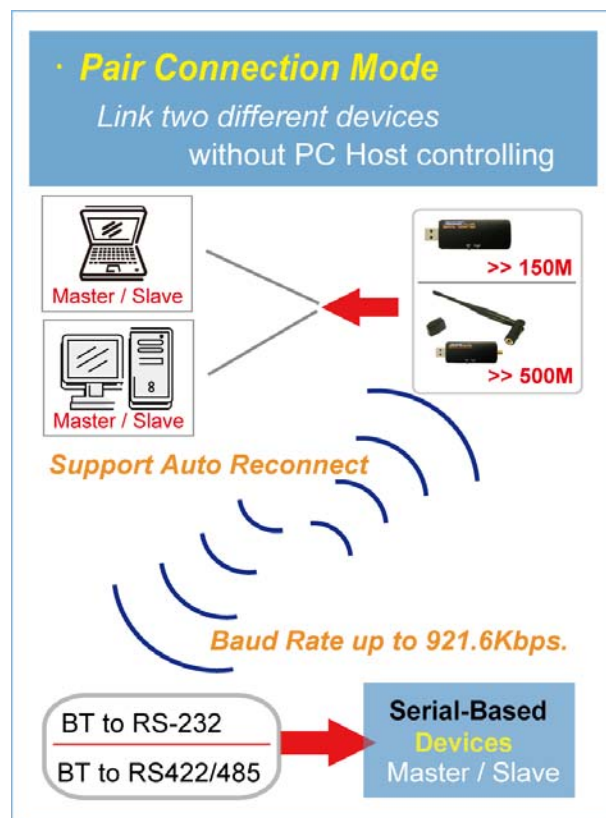 · Pair Connection Mode
Link two different devices
without PC Host controlling
Master / Slave
>> 150M
8
Master / Slave
>> 500M
Support Auto Reconnect
Baud Rate up to 921.6Kbps.
BT to RS-232
BT to RS422/485
Serial-Based
Devices
Master / Slave